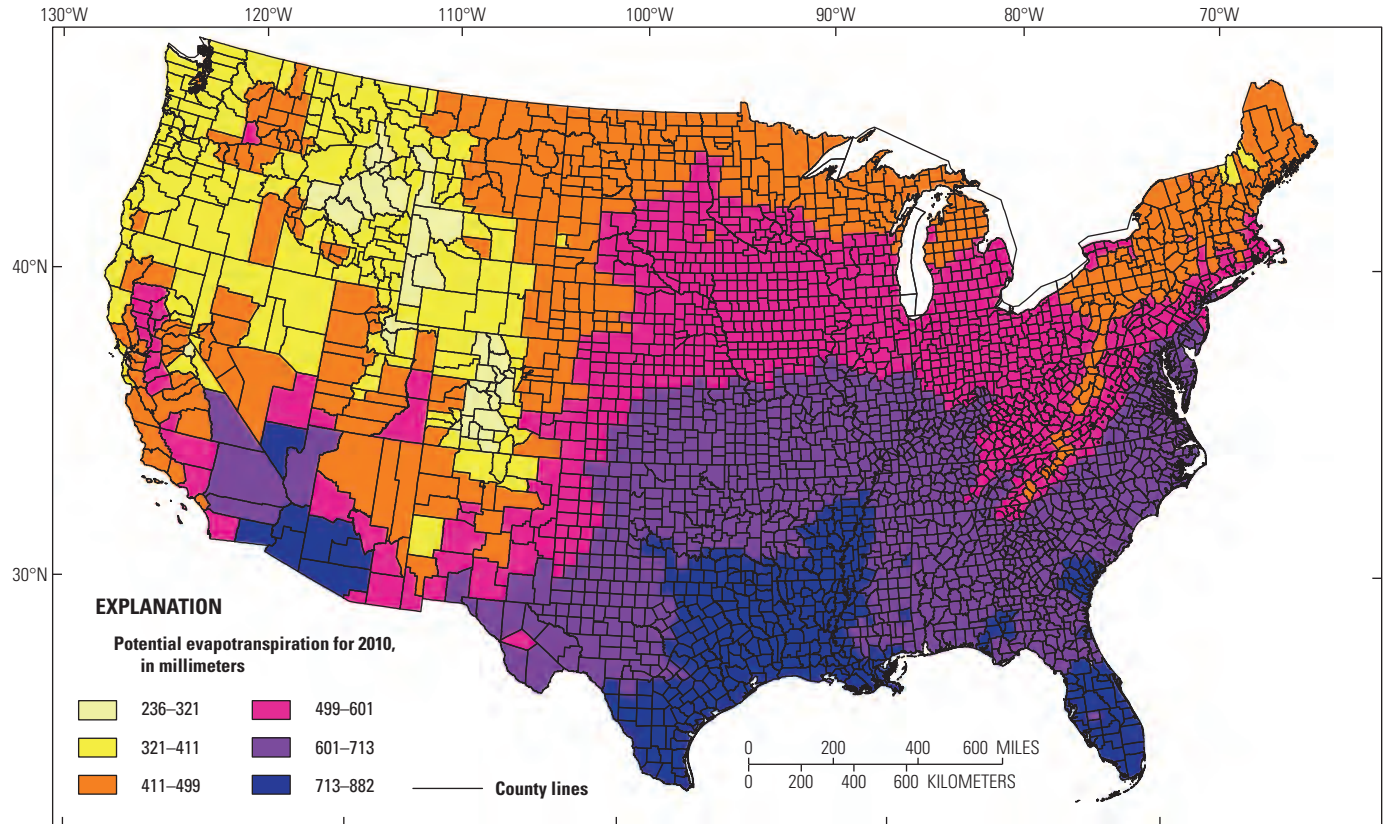 130°W 120°W 110°W 100°W 90°W 80°W 70°W
40°N
30°N
EXPLANATION
Potential evapotranspiration for 2010,
in millimeters
236–321 499–601
321–411 601–713
411–499 713–882
County lines
0 200 400 600 MILES
0 200 400 600 KILOMETERS